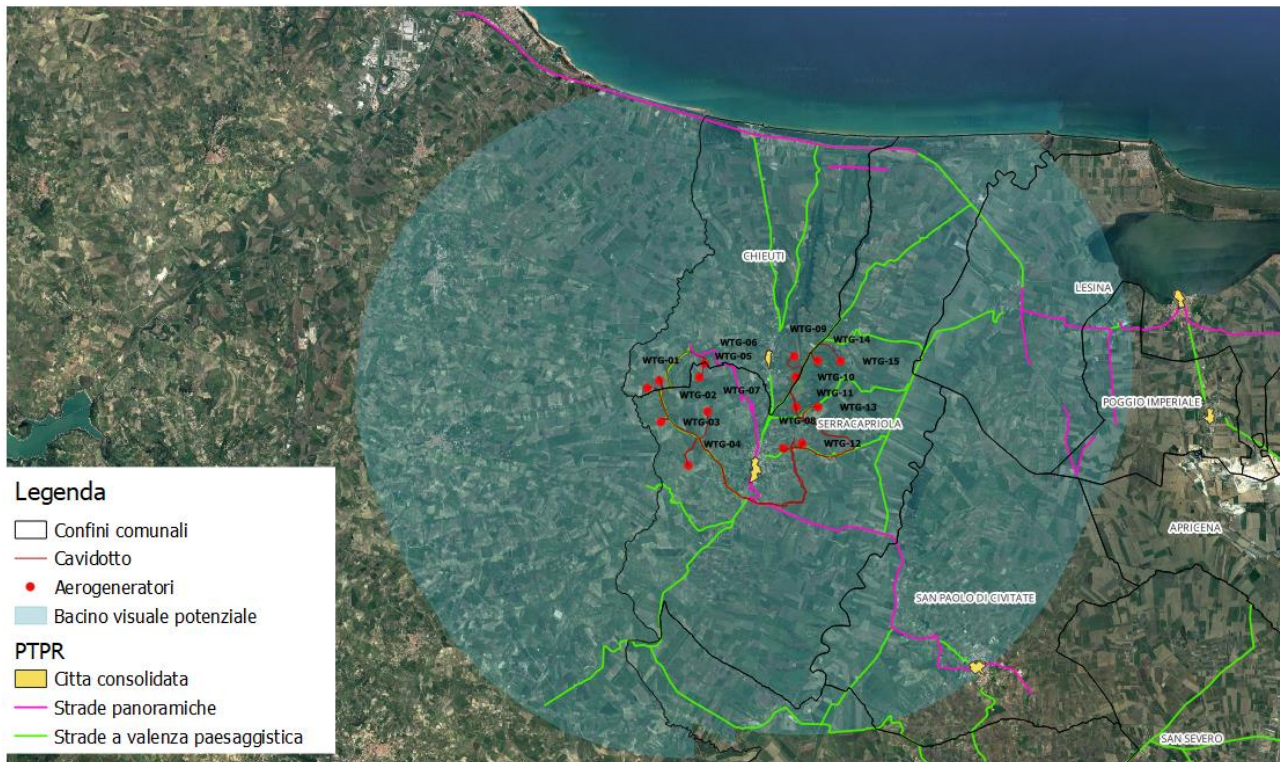 CHIEUTI
LESINA
WTG-09
WTG-06
WTG-14
WTG-05
WTG-01
WTG-15
WTG-10
WTG-02
WTG-07
WTG-11
POGGIO IMPERIALE
WTG-13
WTG-03
WTG-08
SERRACAPRIOLA
WTG-04
WTG-12
APRICENA
SAN PAOLO DI CIVITATE
SAN SEVERO
Legenda
Confini comunali
Cavidotto
Aerogeneratori
Bacino visuale potenziale
PTPR
Citta consolidata
Strade panoramiche
Strade a valenza paesaggistica